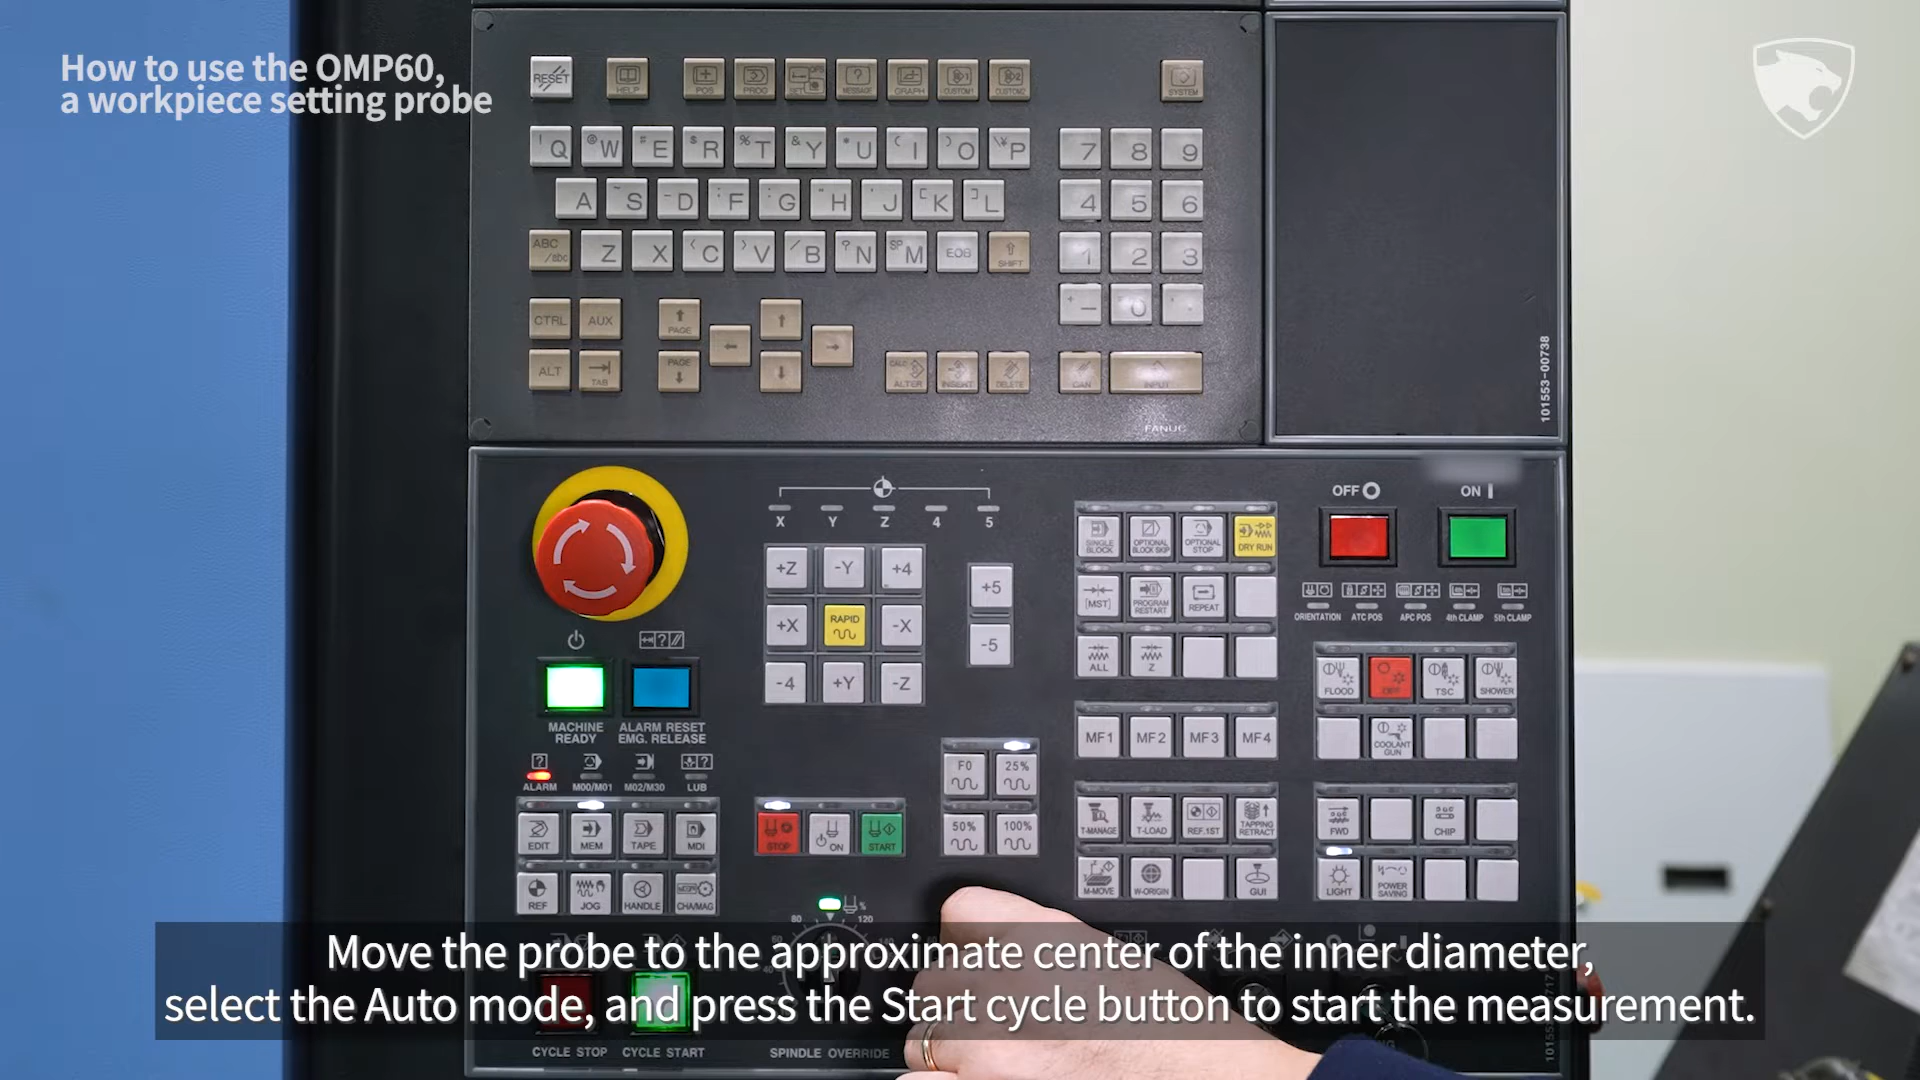 How to use the OMP60,
a workpiece setting probe
RESET HELP POS PROG MESSAGE GRAPH CUSTOM1 CUSTOM2 SYSTEM
Q W E R T Y U I O P 7 8 9
A S D F G H J K L 4 5 6
ABC/abc Z X C V B N M EOB SHIFT 1 2 3
CTRL AUX PAGE 0
ALT TAB PAGE CALC ALTER INSERT DELETE CAN INPUT
FANUC
101553-00738
OFF ON
X Y Z 4 5
+Z -Y +4
+X RAPID -X
-4 +Y -Z
+5
-5
SINGLE BLOCK OPTIONAL BLOCK SKIP OPTIONAL STOP DRY RUN
MST PROGRAM RESTART REPEAT
ALL Z
MF1 MF2 MF3 MF4
ORIENTATION ATC POS APC POS 4th CLAMP 5th CLAMP
FLOOD OFF TSC SHOWER
COOLANT GUN
MACHINE READY
ALARM RESET
EMG. RELEASE
ALARM M00/M01 M02/M30 LUB
EDIT MEM TAPE MDI
REF JOG HANDLE CHA/MAG
STOP ON START
F0 25%
50% 100%
T-MANAGE T-LOAD REF.1ST TAPPING RETRACT
M-MOVE W-ORIGIN GUI
FWD CHIP
LIGHT POWER SAVING
80 120 %
Move the probe to the approximate center of the inner diameter,
select the Auto mode, and press the Start cycle button to start the measurement.
CYCLE STOP CYCLE START SPINDLE OVERRIDE